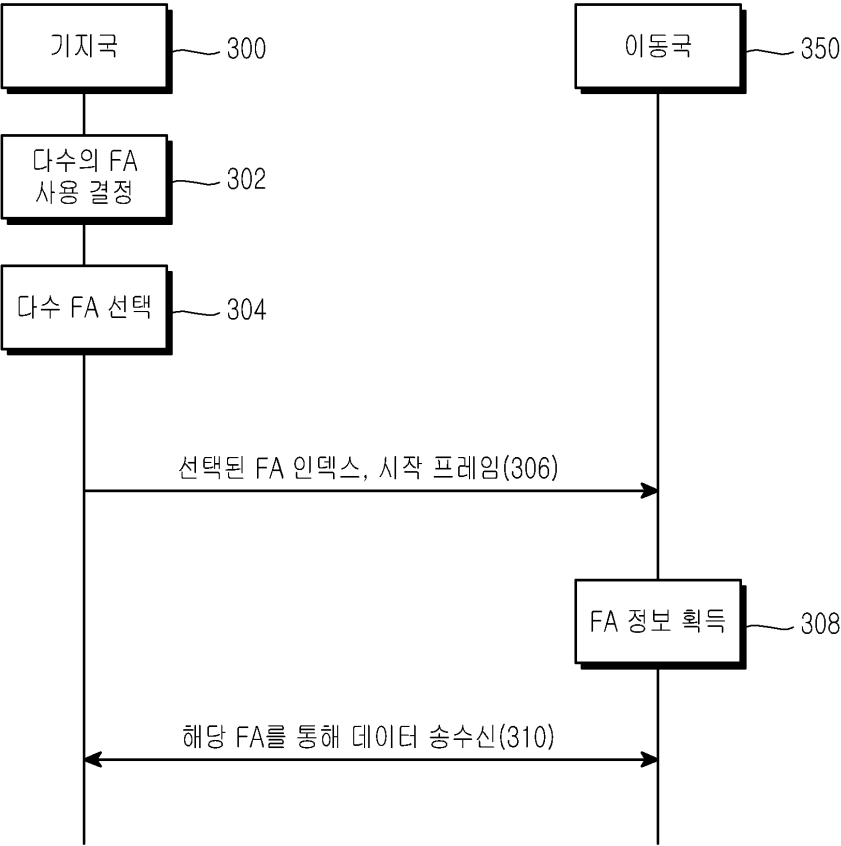 기지국
300
이동국
350
다수의 FA
사용 결정
302
다수 FA 선택
304
선택된 FA 인덱스, 시작 프레임(306)
FA 정보 획득
308
해당 FA를 통해 데이터 송수신(310)